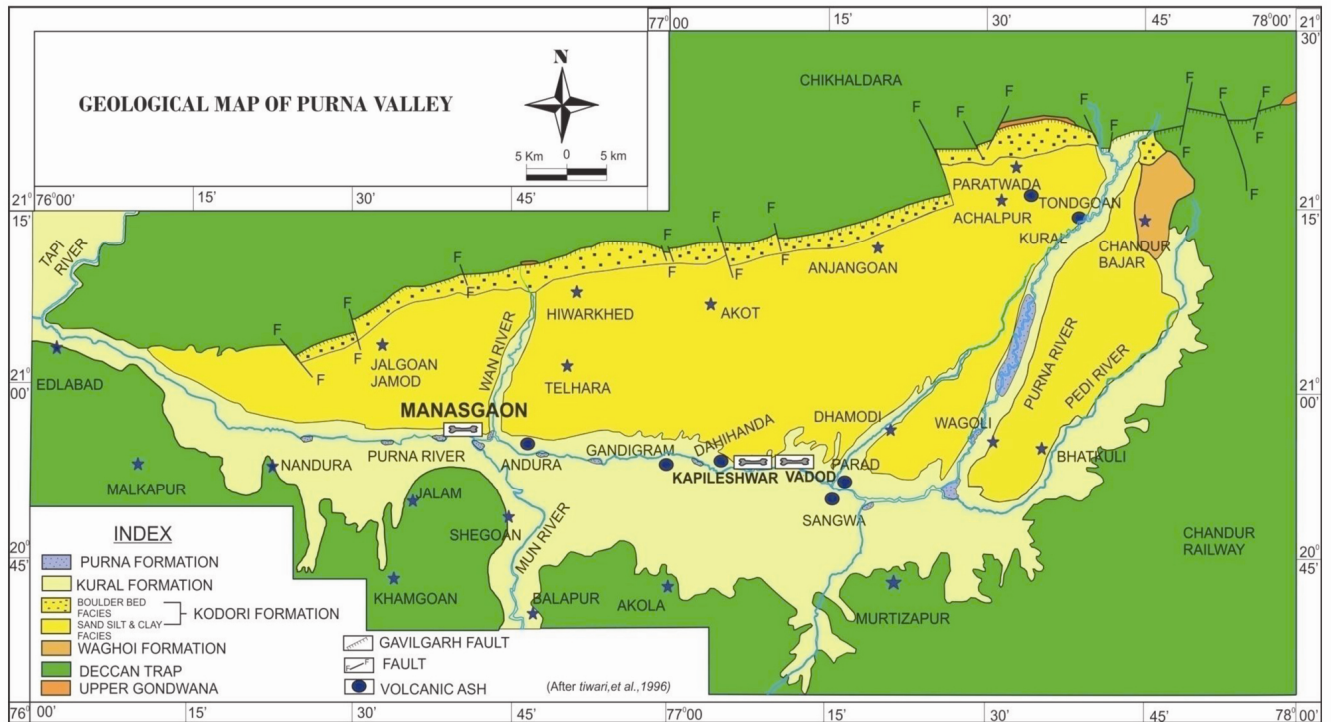 77°00 15' 30' 45' 78°00' 21°
30'
GEOLOGICAL MAP OF PURNA VALLEY
N
5 Km 0 5 km
CHIKHALDARA
21°
76°00' 15' 30' 45'
15'
21°
15'
F F F F F F F F
F F F F
F F F F F
F F F F F
F F
TAPI
RIVER
PARATWADA
TONDGOAN
ACHALPUR
KURAL
CHANDUR
BAJAR
ANJANGOAN
HIWARKHED
AKOT
WAN RIVER
JALGOAN
JAMOD
TELHARA
EDLABAD
21°
00'
21°
00'
PURNA RIVER
PEDI RIVER
MANASGAON
DHAMODI
WAGOLI
DAHIHANDA
GANDIGRAM
PURNA RIVER
ANDURA
BHATKULI
NANDURA
KAPILESHWAR
VADOD
PARAD
MALKAPUR
JALAM
SANGWA
SHEGOAN
MUN RIVER
CHANDUR
RAILWAY
20°
45'
20°
45'
KHAMGOAN
BALAPUR
AKOLA
MURTIZAPUR
INDEX
PURNA FORMATION
KURAL FORMATION
BOULDER BED
FACIES
KODORI FORMATION
SAND SILT & CLAY
FACIES
WAGHOI FORMATION
DECCAN TRAP
UPPER GONDWANA
GAVILGARH FAULT
F F FAULT
VOLCANIC ASH
(After tiwari,et al.,1996)
76°00' 15' 30' 45' 77°00 15' 30' 45' 78°00'